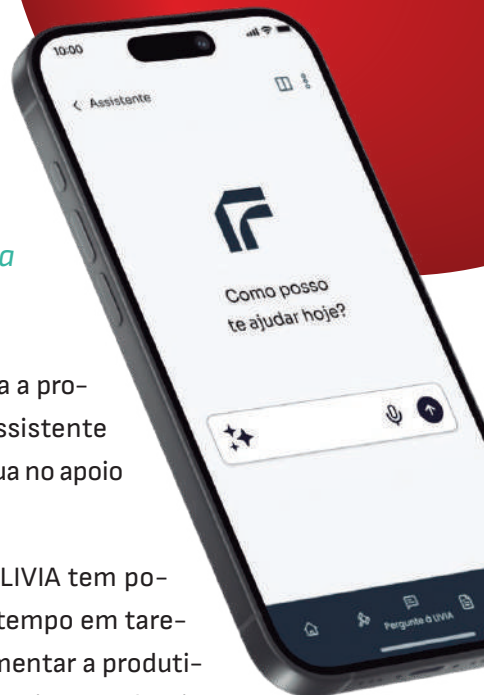 10:00
Assistente
Como posso
te ajudar hoje?
Pergunte à LIVIA
a
a a pro-
ssistente
ua no apoio
LIVIA tem po-
tempo em tare-
mentar a produti-